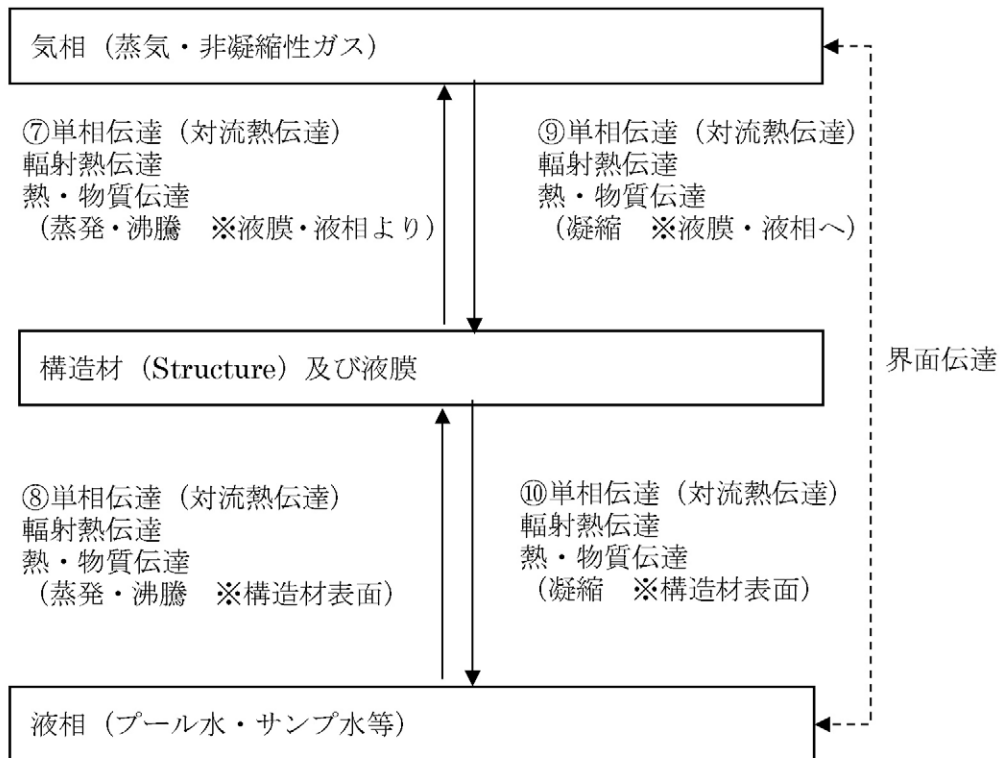 気相（蒸気・非凝縮性ガス）
⑦単相伝達（対流熱伝達）
輻射熱伝達
熱・物質伝達
（蒸発・沸騰　※液膜・液相より）
⑨単相伝達（対流熱伝達）
輻射熱伝達
熱・物質伝達
（凝縮　※液膜・液相へ）
構造材（Structure）及び液膜
界面伝達
⑧単相伝達（対流熱伝達）
輻射熱伝達
熱・物質伝達
（蒸発・沸騰　※構造材表面）
⑩単相伝達（対流熱伝達）
輻射熱伝達
熱・物質伝達
（凝縮　※構造材表面）
液相（プール水・サンプ水等）